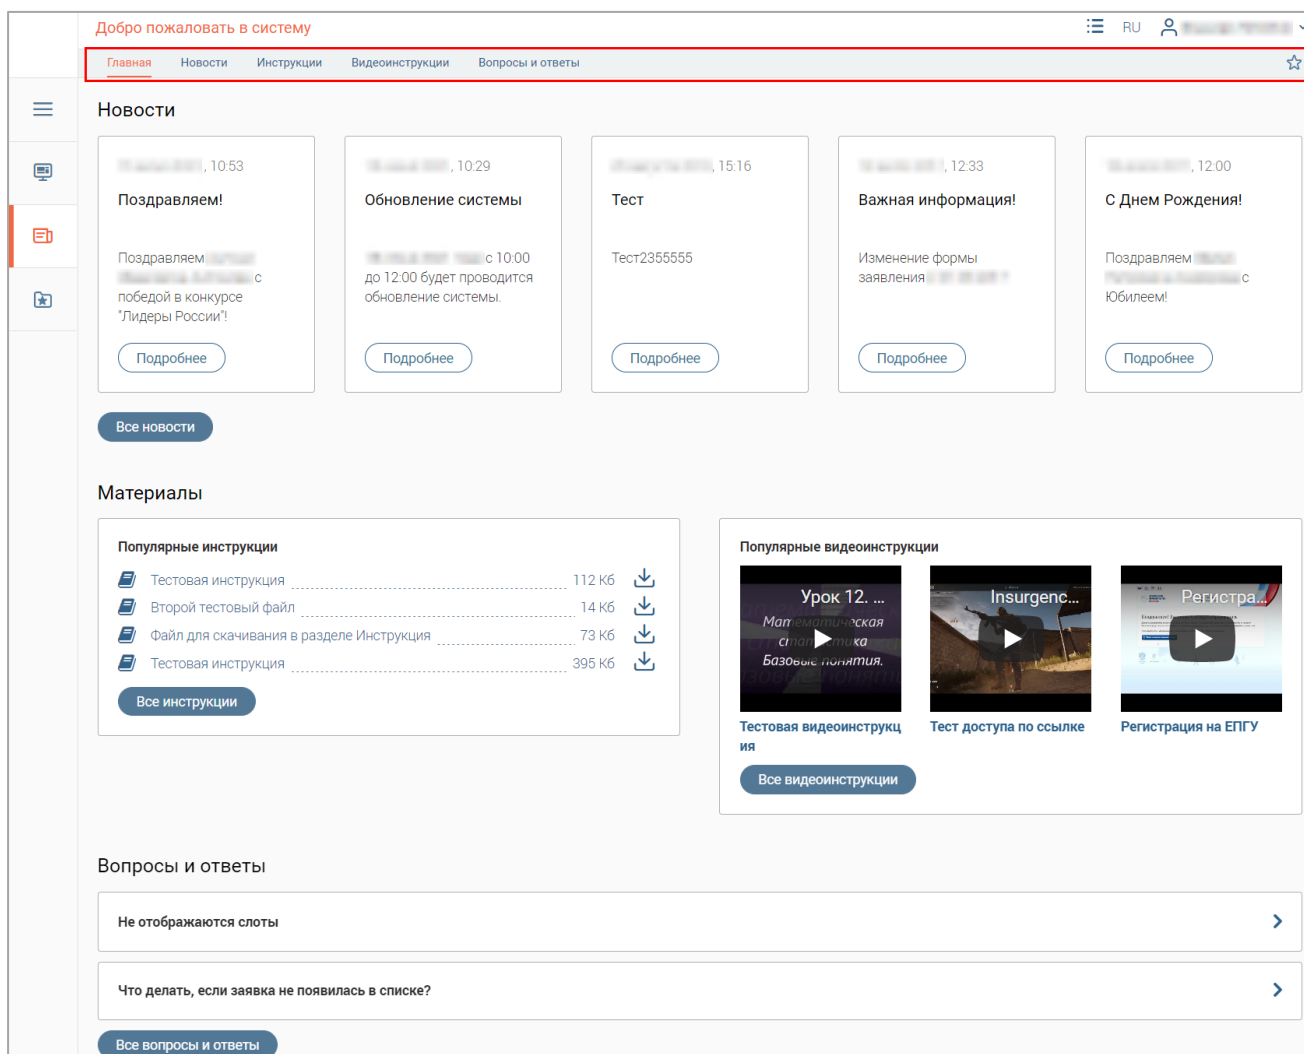 Добро пожаловать в систему
RU
Главная Новости Инструкции Видеоинструкции Вопросы и ответы
Новости
, 10:53
Поздравляем!
Поздравляем
с
победой в конкурсе
"Лидеры России"!
Подробнее
, 10:29
Обновление системы
с 10:00
до 12:00 будет проводится
обновление системы.
Подробнее
, 15:16
Тест
Тест2355555
Подробнее
, 12:33
Важная информация!
Изменение формы
заявления
Подробнее
, 12:00
С Днем Рождения!
Поздравляем
с
Юбилеем!
Подробнее
Все новости
Материалы
Популярные инструкции
Тестовая инструкция 112 Кб
Второй тестовый файл 14 Кб
Файл для скачивания в разделе Инструкция 73 Кб
Тестовая инструкция 395 Кб
Все инструкции
Популярные видеоинструкции
Урок 12. ...
Математическая
статистика
Базовые понятия.
Тестовая видеоинструкц
ия
Insurgenc...
Тест доступа по ссылке
Регистра...
Регистрация на ЕПГУ
Все видеоинструкции
Вопросы и ответы
Не отображаются слоты
Что делать, если заявка не появилась в списке?
Все вопросы и ответы